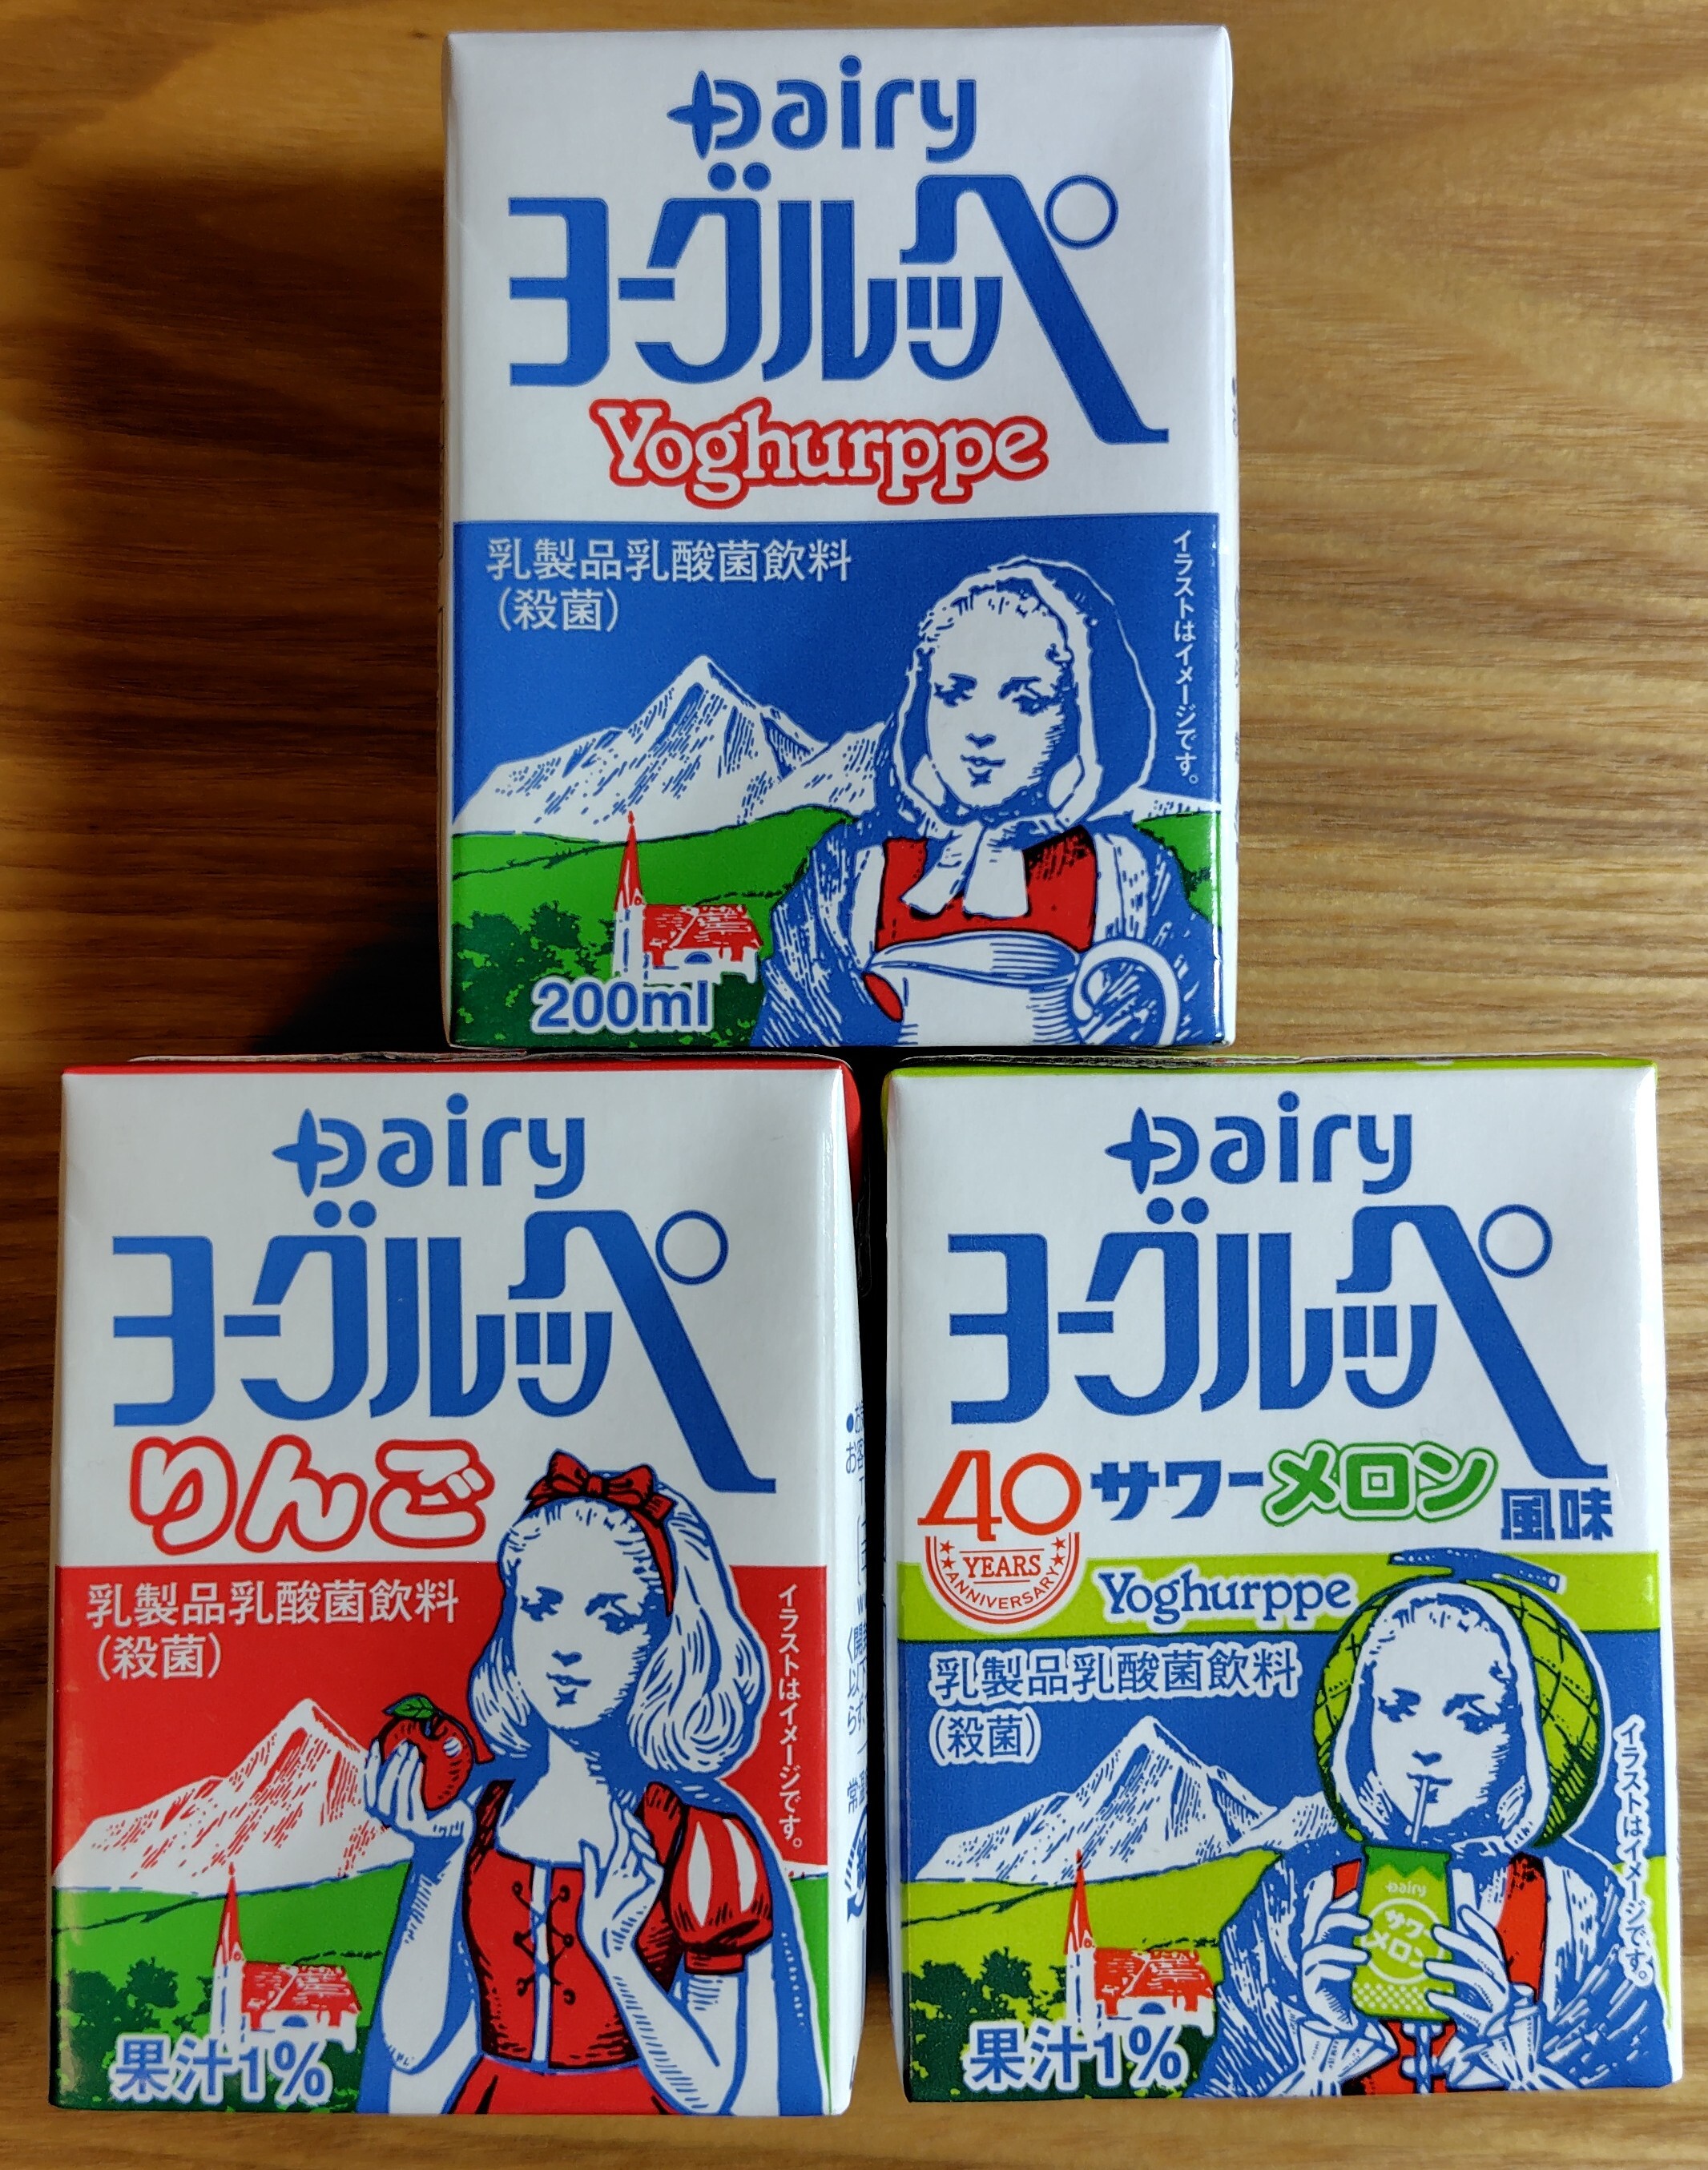 Dairy
ヨーグルッペ
Yoghurppe
乳製品乳酸菌飲料
(殺菌)
イラストはイメージです。
200ml
Dairy
ヨーグルッペ
りんご
乳製品乳酸菌飲料
(殺菌)
イラストはイメージです。
果汁1%
Dairy
ヨーグルッペ
40
YEARS
ANNIVERSARY
サワーメロン風味
Yoghurppe
乳製品乳酸菌飲料
(殺菌)
イラストはイメージです。
Dairy
サワー
メロン
果汁1%